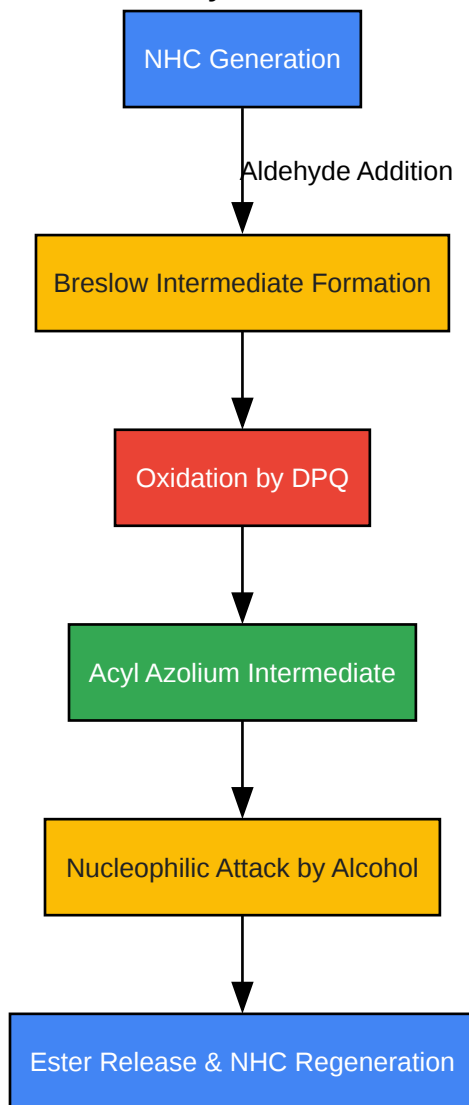 NHC Generation
Aldehyde Addition
Breslow Intermediate Formation
Oxidation by DPQ
Acyl Azolium Intermediate
Nucleophilic Attack by Alcohol
Ester Release & NHC Regeneration